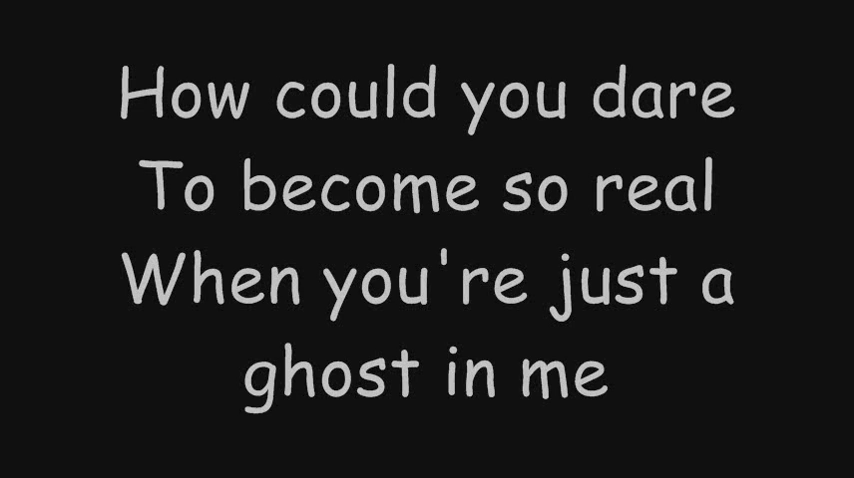 How could you dare
To become so real
When you're just a
ghost in me